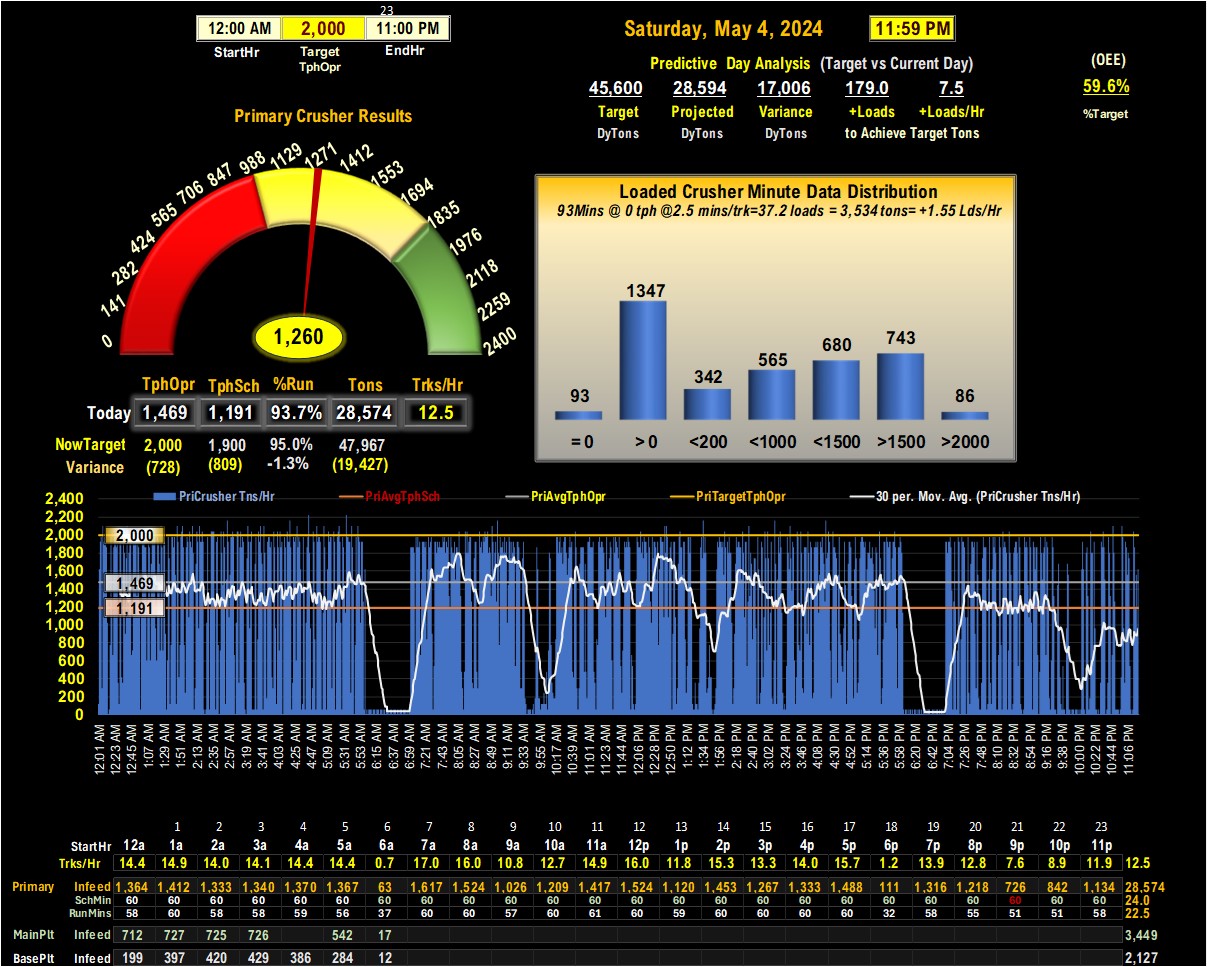 23
12:00 AM 2,000 11:00 PM
StartHr Target EndHr
TphOpr
Saturday, May 4, 2024 11:59 PM
Predictive Day Analysis (Target vs Current Day)
45,600 28,594 17,006 179.0 7.5
Target Projected Variance +Loads +Loads/Hr
DyTons DyTons DyTons to Achieve Target Tons
(OEE)
59.6%
%Target
Primary Crusher Results
0 141 282 424 565 706 847 988 1129 1271 1412 1553 1694 1835 1976 2118 2259 2400
1,260
TphOpr TphSch %Run Tons Trks/Hr
Today 1,469 1,191 93.7% 28,574 12.5
NowTarget 2,000 1,900 95.0% 47,967
Variance (728) (809) -1.3% (19,427)
Loaded Crusher Minute Data Distribution
93Mins @ 0 tph @2.5 mins/trk=37.2 loads = 3,534 tons= +1.55 Lds/Hr
93 1347 342 565 680 743 86
= 0 > 0 <200 <1000 <1500 >1500 >2000
PriCrusher Tns/Hr PriAvgTphSch PriAvgTphOpr PriTargetTphOpr 30 per. Mov. Avg. (PriCrusher Tns/Hr)
2,400
2,200
2,000
1,800
1,600
1,400
1,200
1,000
800
600
400
200
0
2,000
1,469
1,191
12:01 AM 12:23 AM 12:45 AM 1:07 AM 1:29 AM 1:51 AM 2:13 AM 2:35 AM 2:57 AM 3:19 AM 3:41 AM 4:03 AM 4:25 AM 4:47 AM 5:09 AM 5:31 AM 5:53 AM 6:15 AM 6:37 AM 6:59 AM 7:21 AM 7:43 AM 8:05 AM 8:27 AM 8:49 AM 9:11 AM 9:33 AM 9:55 AM 10:17 AM 10:39 AM 11:01 AM 11:23 AM 11:44 AM 12:06 PM 12:28 PM 12:50 PM 1:12 PM 1:34 PM 1:56 PM 2:18 PM 2:40 PM 3:02 PM 3:24 PM 3:46 PM 4:08 PM 4:30 PM 4:52 PM 5:14 PM 5:36 PM 5:58 PM 6:20 PM 6:42 PM 7:04 PM 7:26 PM 7:48 PM 8:10 PM 8:32 PM 8:54 PM 9:16 PM 9:38 PM 10:00 PM 10:22 PM 10:44 PM 11:06 PM
1 2 3 4 5 6 7 8 9 10 11 12 13 14 15 16 17 18 19 20 21 22 23
StartHr 12a 1a 2a 3a 4a 5a 6a 7a 8a 9a 10a 11a 12p 1p 2p 3p 4p 5p 6p 7p 8p 9p 10p 11p
Trks/Hr 14.4 14.9 14.0 14.1 14.4 14.4 0.7 17.0 16.0 10.8 12.7 14.9 16.0 11.8 15.3 13.3 14.0 15.7 1.2 13.9 12.8 7.6 8.9 11.9 12.5
Primary Infeed 1,364 1,412 1,333 1,340 1,370 1,367 63 1,617 1,524 1,026 1,209 1,417 1,524 1,120 1,453 1,267 1,333 1,488 111 1,316 1,218 726 842 1,134 28,574
SchMin 60 60 60 60 60 60 60 60 60 60 60 60 60 60 60 60 60 60 60 60 60 60 60 60 24.0
RunMins 58 60 58 58 59 56 37 60 60 57 60 61 60 59 60 60 60 60 32 58 55 51 51 58 22.5
MainPlt Infeed 712 727 725 726 542 17 3,449
BasePlt Infeed 199 397 420 429 386 284 12 2,127